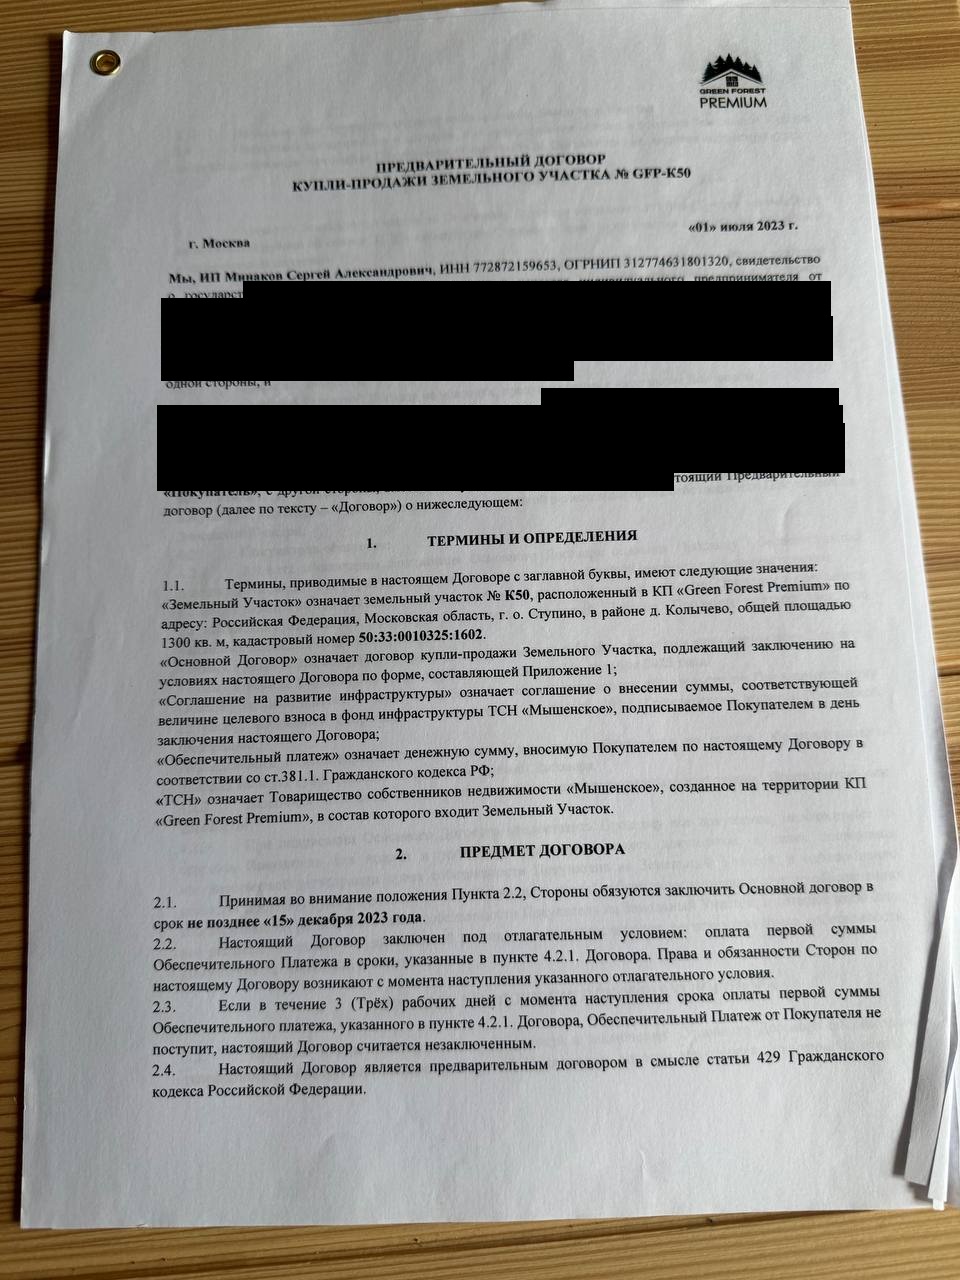 GREEN FOREST
PREMIUM
ПРЕДВАРИТЕЛЬНЫЙ ДОГОВОР
КУПЛИ-ПРОДАЖИ ЗЕМЕЛЬНОГО УЧАСТКА № GFP-K50
«01» июля 2023 г.
г. Москва
Мы, ИП Минаков Сергей Александрович, ИНН 772872159653, ОГРНИП 312774631801320, свидетельство
о государст индивидуального предпринимателя от
одной стороны, и
«Покупатель», с другой стороны, тоящий Предварительный
договор (далее по тексту – «Договор») о нижеследующем:
1. ТЕРМИНЫ И ОПРЕДЕЛЕНИЯ
1.1. Термины, приводимые в настоящем Договоре с заглавной буквы, имеют следующие значения:
«Земельный Участок» означает земельный участок № К50, расположенный в КП «Green Forest Premium» по
адресу: Российская Федерация, Московская область, г. о. Ступино, в районе д. Колычево, общей площадью
1300 кв. м, кадастровый номер 50:33:0010325:1602.
«Основной Договор» означает договор купли-продажи Земельного Участка, подлежащий заключению на
условиях настоящего Договора по форме, составляющей Приложение 1;
«Соглашение на развитие инфраструктуры» означает соглашение о внесении суммы, соответствующей
величине целевого взноса в фонд инфраструктуры ТСН «Мышенское», подписываемое Покупателем в день
заключения настоящего Договора;
«Обеспечительный платеж» означает денежную сумму, вносимую Покупателем по настоящему Договору в
соответствии со ст.381.1. Гражданского кодекса РФ;
«ТСН» означает Товарищество собственников недвижимости «Мышенское», созданное на территории КП
«Green Forest Premium», в состав которого входит Земельный Участок.
2. ПРЕДМЕТ ДОГОВОРА
2.1. Принимая во внимание положения Пункта 2.2, Стороны обязуются заключить Основной договор в
срок не позднее «15» декабря 2023 года.
2.2. Настоящий Договор заключен под отлагательным условием: оплата первой суммы
Обеспечительного Платежа в сроки, указанные в пункте 4.2.1. Договора. Права и обязанности Сторон по
настоящему Договору возникают с момента наступления указанного отлагательного условия.
2.3. Если в течение 3 (Трёх) рабочих дней с момента наступления срока оплаты первой суммы
Обеспечительного платежа, указанного в пункте 4.2.1. Договора, Обеспечительный Платеж от Покупателя не
поступит, настоящий Договор считается незаключенным.
2.4. Настоящий Договор является предварительным договором в смысле статьи 429 Гражданского
кодекса Российской Федерации.